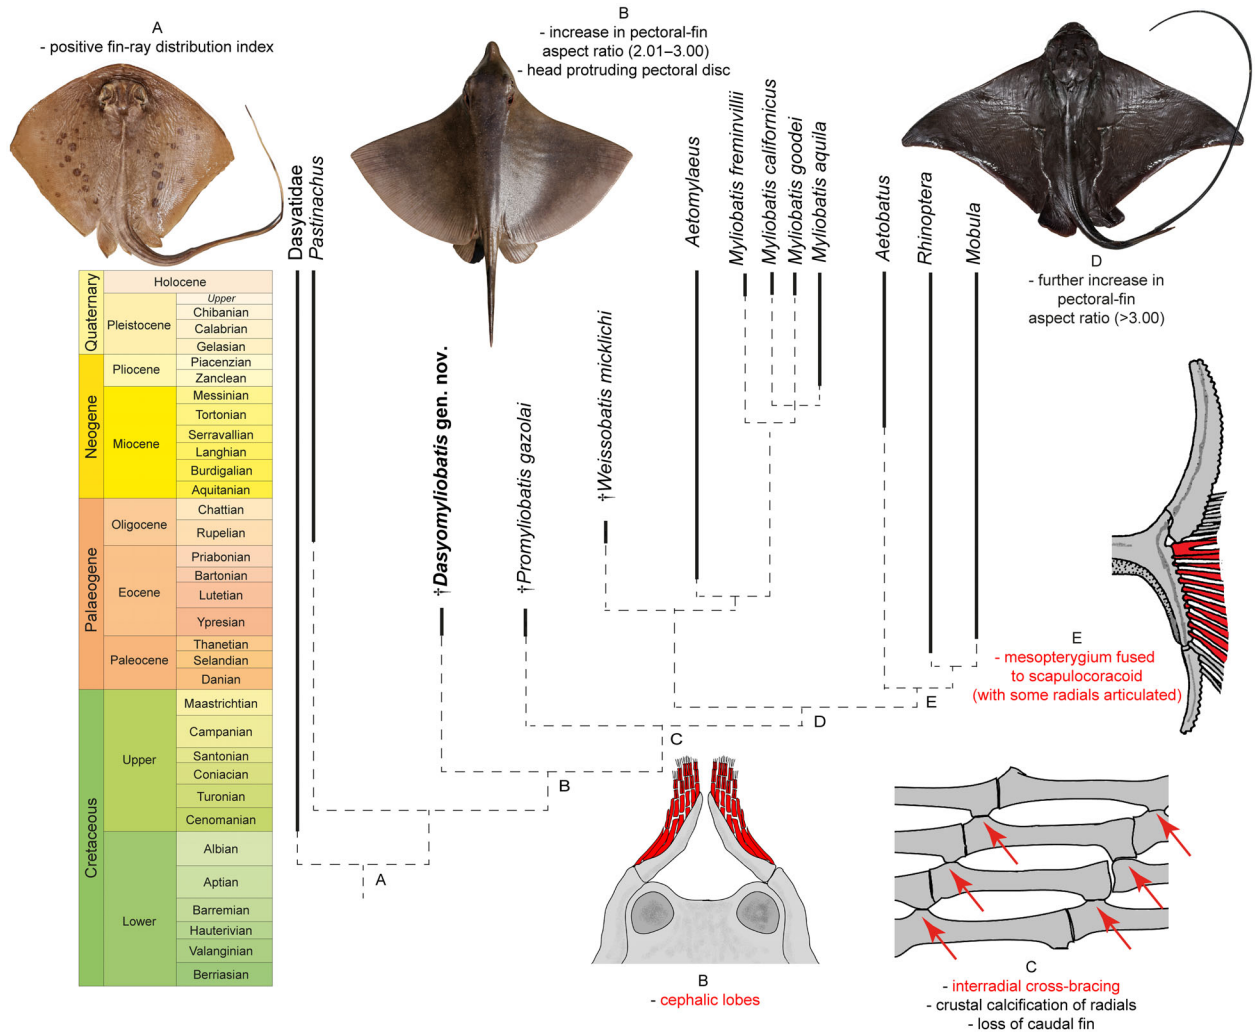 A
- positive fin-ray distribution index
B
- increase in pectoral-fin
aspect ratio (2.01–3.00)
- head protruding pectoral disc
Dasyatidae
Pastinachus
†Dasyomyliobatis gen. nov.
†Promyliobatis gazolai
†Weissobatis micklichi
Aetomylaeus
Myliobatis freminvillii
Myliobatis californicus
Myliobatis goodei
Myliobatis aquila
Aetobatus
Rhinoptera
Mobula
D
- further increase in
pectoral-fin
aspect ratio (>3.00)
Quaternary
Holocene
Pleistocene
Upper
Chibanian
Calabrian
Gelasian
Neogene
Pliocene
Piacenzian
Zanclean
Miocene
Messinian
Tortonian
Serravallian
Langhian
Burdigalian
Aquitanian
Palaeogene
Oligocene
Chattian
Rupelian
Eocene
Priabonian
Bartonian
Lutetian
Ypresian
Paleocene
Thanetian
Selandian
Danian
Cretaceous
Upper
Maastrichtian
Campanian
Santonian
Coniacian
Turonian
Cenomanian
Lower
Albian
Aptian
Barremian
Hauterivian
Valanginian
Berriasian
A
B
C
D
E
E
- mesopterygium fused
to scapulocoracoid
(with some radials articulated)
B
- cephalic lobes
C
- interradial cross-bracing
- crustal calcification of radials
- loss of caudal fin